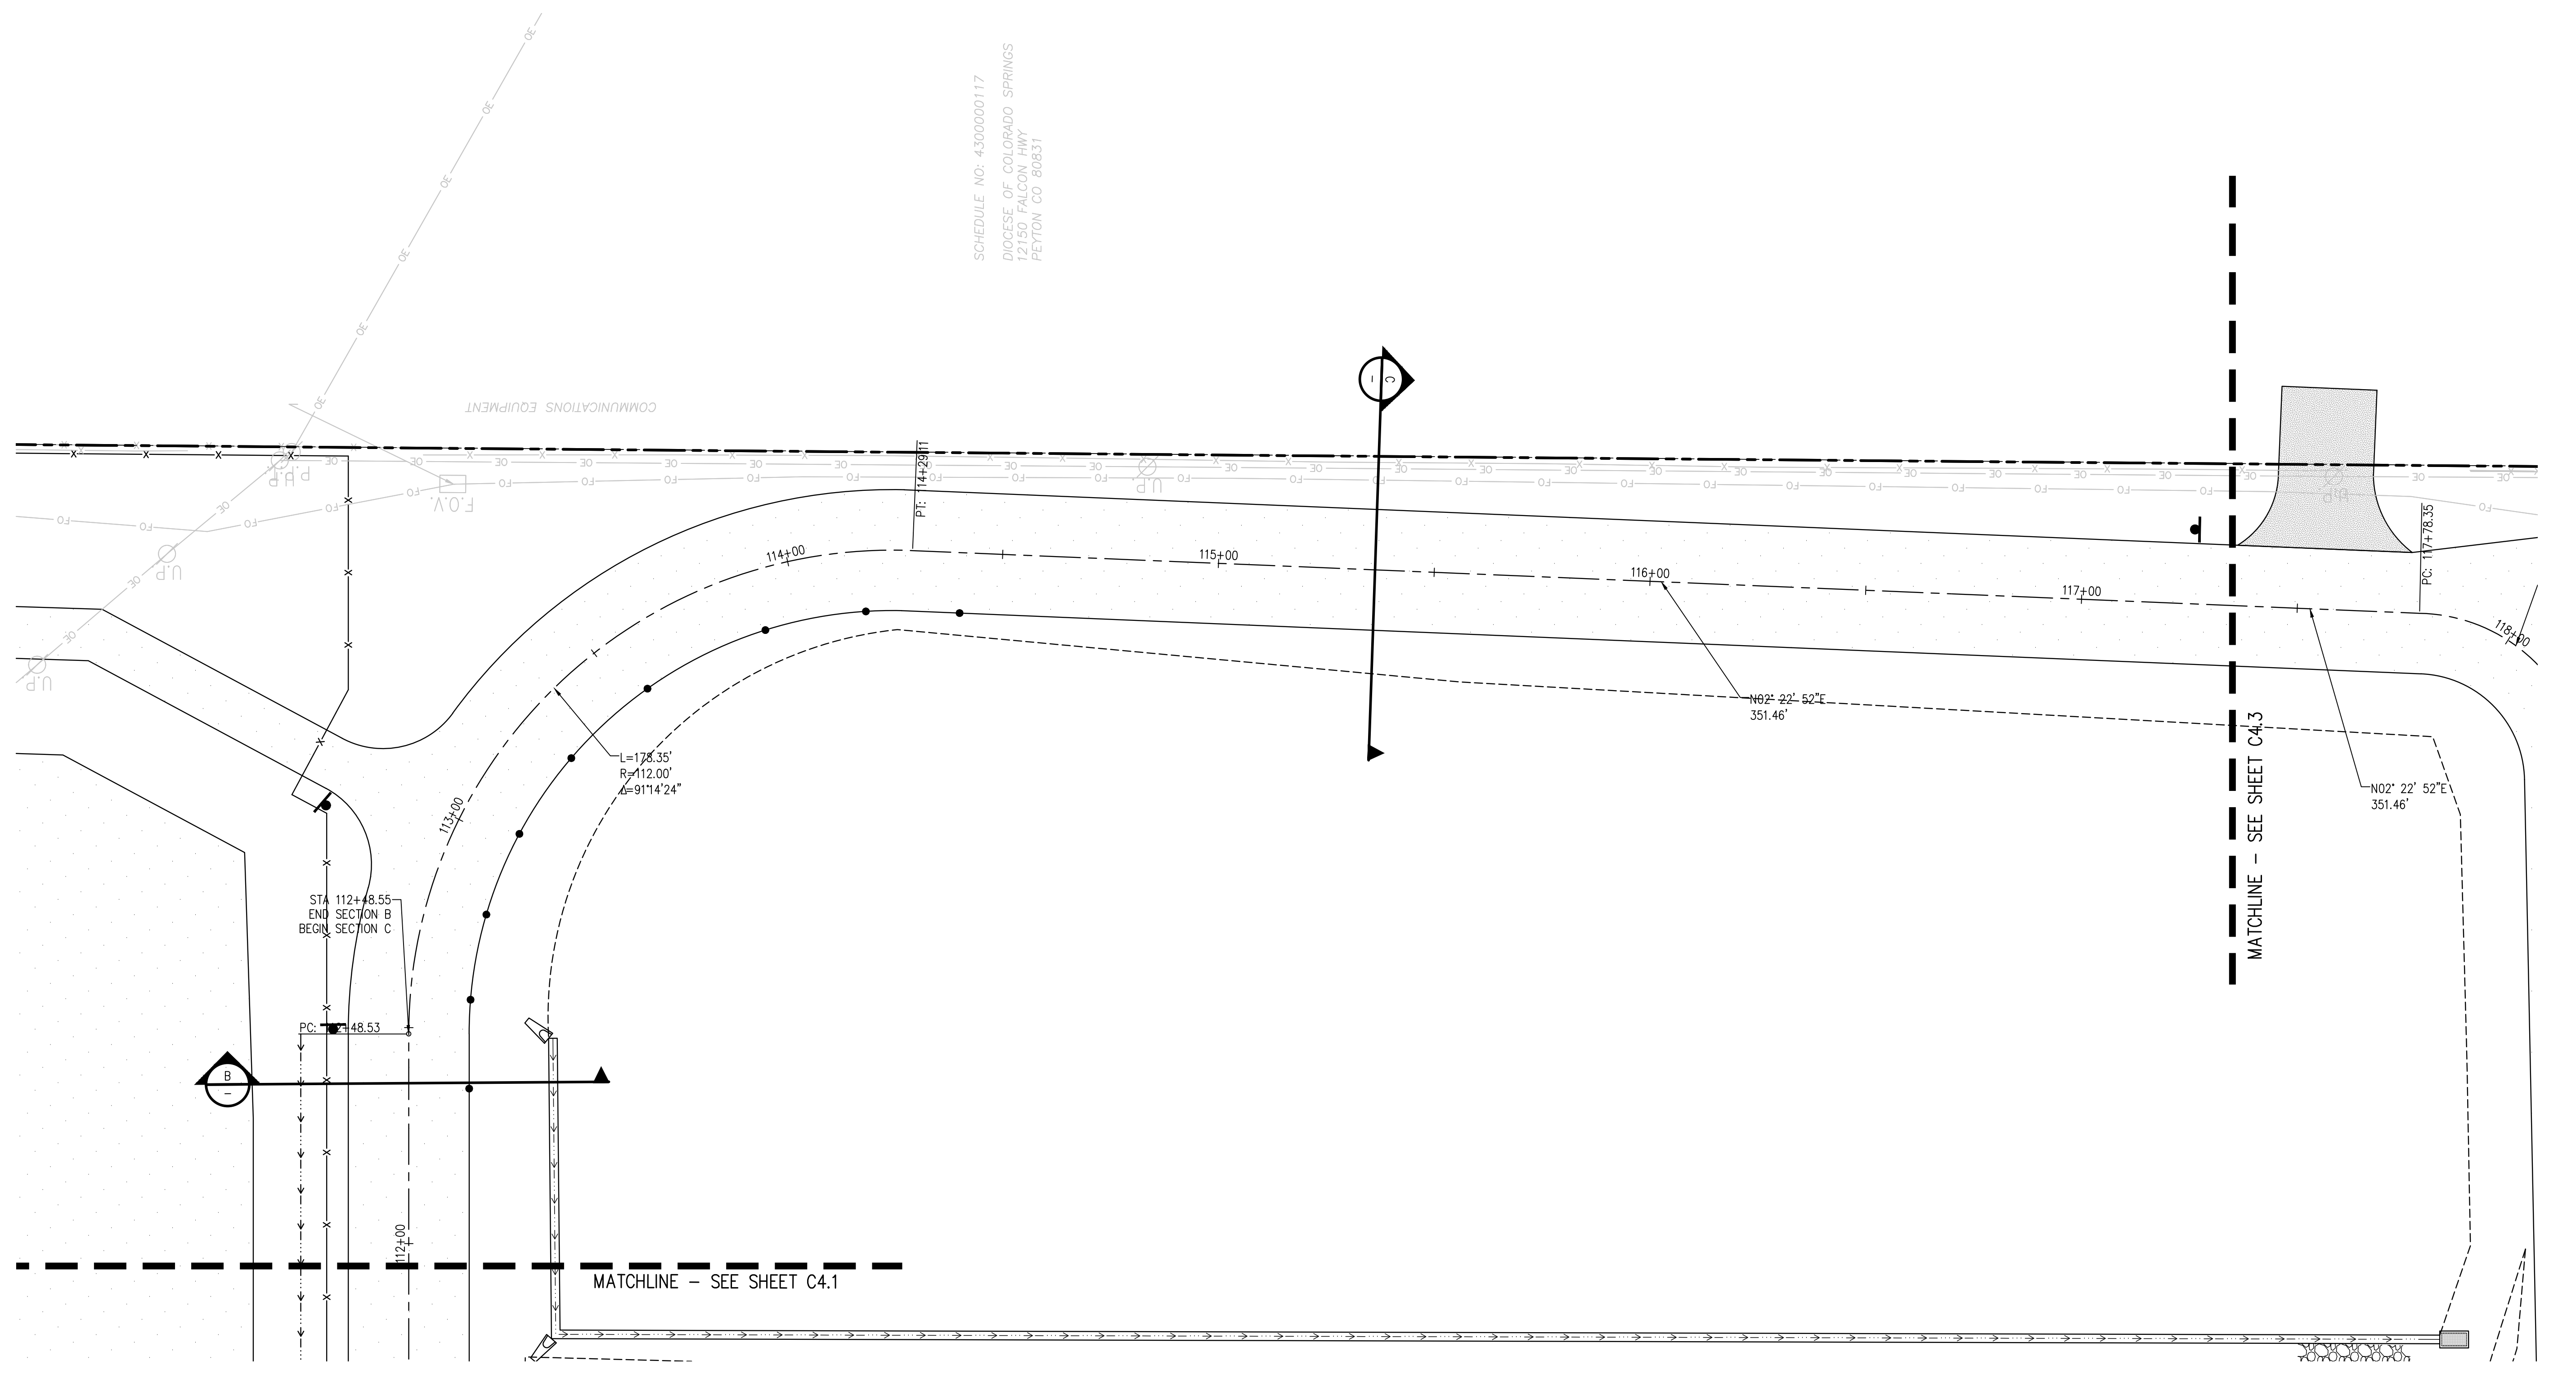 SCHEDULE NO: 4300000117
DIOCESE OF COLORADO SPRINGS
12150 FALCON HWY
PEYTON CO 80831
COMMUNICATIONS EQUIPMENT
F.O.V.
P.P.
U.P.
U.P.
U.P.
C
–
PT: 114+29.11
114+00
115+00
116+00
117+00
PC: 117+78.35
118+00
N02° 22' 52"E
351.46'
N02° 22' 52"E
351.46'
MATCHLINE – SEE SHEET C4.3
L=178.35'
R=112.00'
Δ=91°14'24"
113+00
STA 112+48.55
END SECTION B
BEGIN SECTION C
PC: 112+48.53
B
–
112+00
MATCHLINE – SEE SHEET C4.1